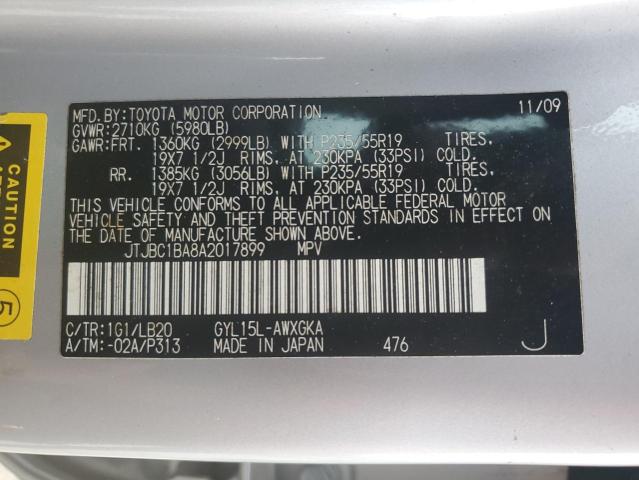 MFD. BY: TOYOTA MOTOR CORPORATION 11/09
GVWR: 2710KG (5980LB)
GAWR: FRT. 1360KG (2999LB) WITH P235/55R19 TIRES.
19X7 1/2J RIMS. AT 230KPA (33PSI) COLD.
RR. 1385KG (3056LB) WITH P235/55R19 TIRES.
19X7 1/2J RIMS. AT 230KPA (33PSI) COLD.
THIS VEHICLE CONFORMS TO ALL APPLICABLE FEDERAL MOTOR
VEHICLE SAFETY AND THEFT PREVENTION STANDARDS IN EFFECT ON
THE DATE OF MANUFACTURE SHOWN ABOVE.
JTJBC1BA8A2017899 MPV
C/TR: 1G1/LB20 GYL15L-AWXGKA
A/TM: -02A/P313 MADE IN JAPAN 476 J
CAUTION
5